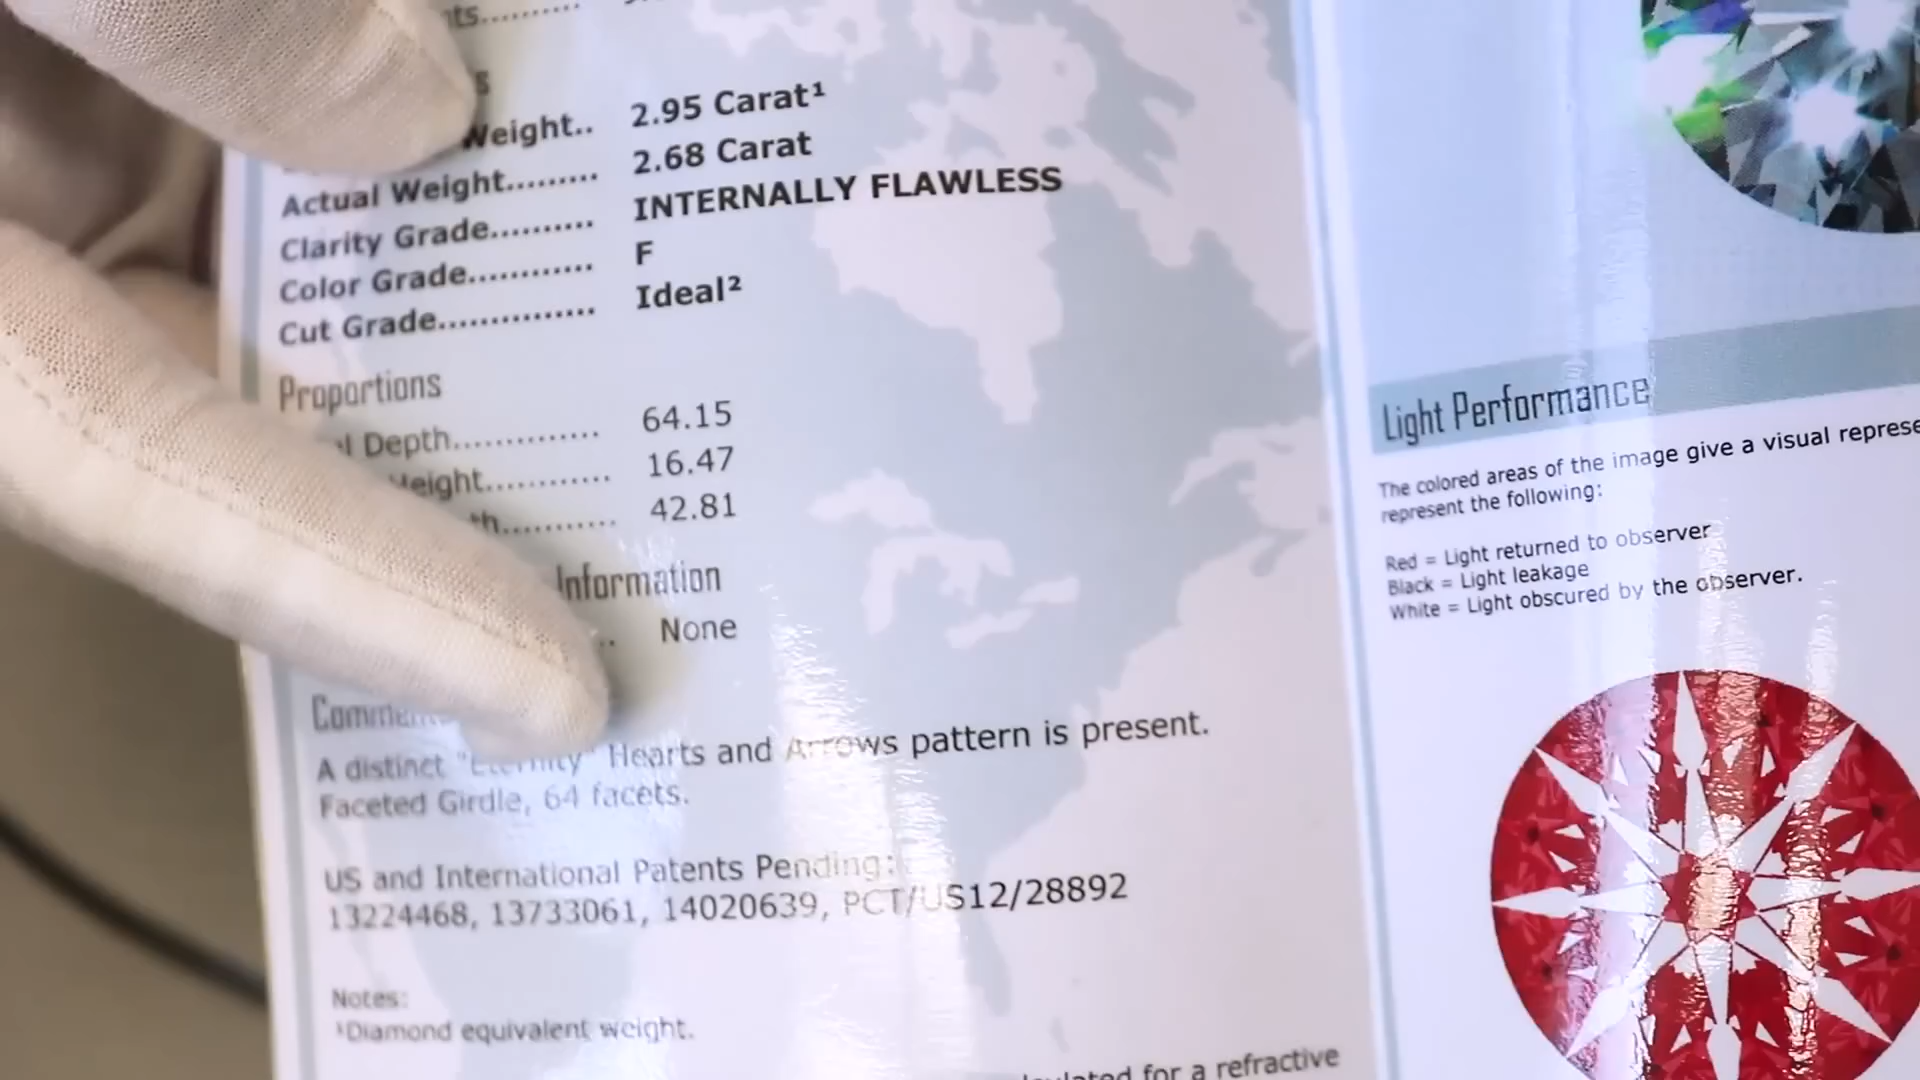 Weight.. 2.95 Carat¹
Actual Weight......... 2.68 Carat
Clarity Grade.......... INTERNALLY FLAWLESS
Color Grade............ F
Cut Grade............... Ideal²
Proportions
Depth.............. 64.15
............ 16.47
........... 42.81
Information
.. None
A distinct "Eternity" Hearts and Arrows pattern is present.
Faceted Girdle, 64 facets.
US and International Patents Pending:
13224468, 13733061, 14020639, PCT/US12/28892
Notes:
¹Diamond equivalent weight.
for a refractive
Light Performance
The colored areas of the image give a visual
represent the following:
Red = Light returned to observer
Black = Light leakage
White = Light obscured by the observer.